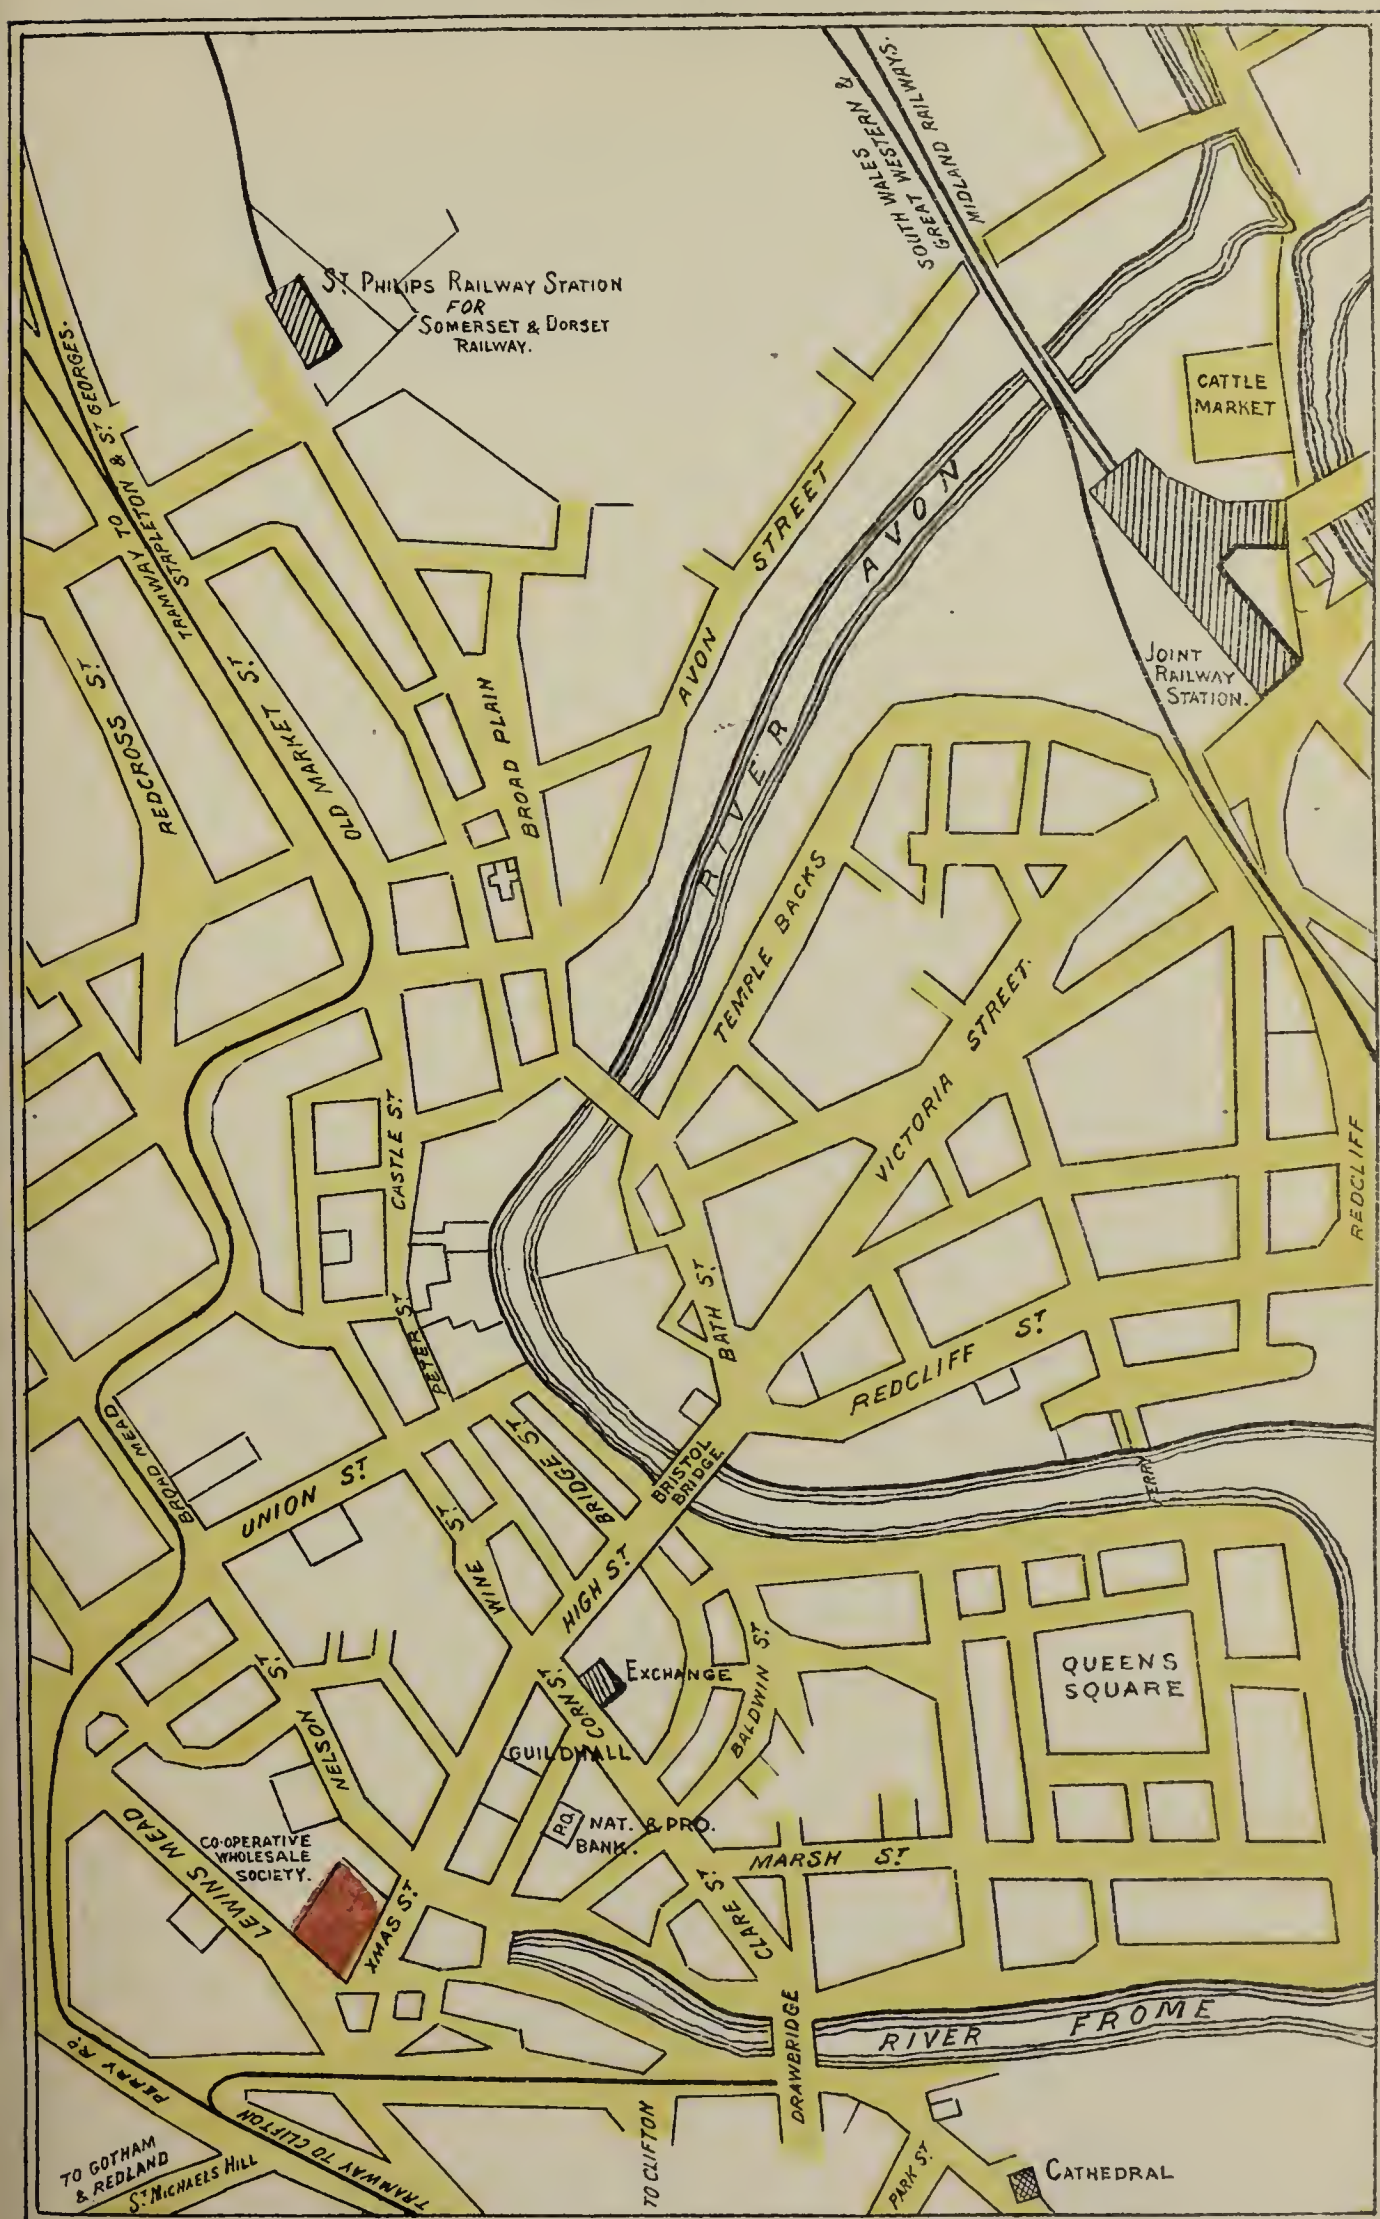 SOUTH WALES &
GREAT WESTERN &
MIDLAND RAILWAYS.
ST PHILIPS RAILWAY STATION
FOR
SOMERSET & DORSET
RAILWAY.
TRAMWAY TO
STAPLETON & ST GEORGES.
CATTLE
MARKET
AVON STREET
RIVER AVON
JOINT
RAILWAY
STATION.
REDCROSS ST
OLD MARKET ST
BROAD PLAIN
TEMPLE BACKS
VICTORIA STREET.
CASTLE ST
REDCLIFF
PETER ST
BATH ST
REDCLIFF ST
BROAD MEAD
UNION ST
BRIDGE ST
BRISTOL
BRIDGE
FERRY
WINE ST
HIGH ST
EXCHANGE
CORN ST
BALDWIN ST
QUEENS
SQUARE
NELSON ST
GUILDHALL
P.O.
NAT. & PRO.
BANK.
LEWINS MEAD
CO-OPERATIVE
WHOLESALE
SOCIETY.
MARSH ST
XMAS ST
CLARE ST
DRAWBRIDGE
RIVER FROME
PERRY RD.
TRAMWAY TO CLIFTON
TO GOTHAM
& REDLAND
ST MICHAELS HILL
TO CLIFTON
PARK ST.
CATHEDRAL